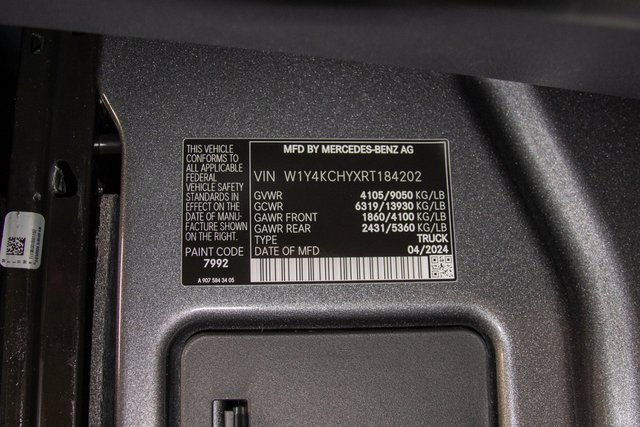 THIS VEHICLE
CONFORMS TO
ALL APPLICABLE
FEDERAL MOTOR
VEHICLE SAFETY
STANDARDS IN
EFFECT ON THE
DATE OF MANU-
FACTURE SHOWN
ON THE RIGHT.
PAINT CODE
7992
A 907 584 34 05
MFD BY MERCEDES-BENZ AG
VIN W1Y4KCHYXRT184202
GVWR 4105/9050 KG/LB
GCWR 6319/13930 KG/LB
GAWR FRONT 1860/4100 KG/LB
GAWR REAR 2431/5360 KG/LB
TYPE TRUCK
DATE OF MFD 04/2024